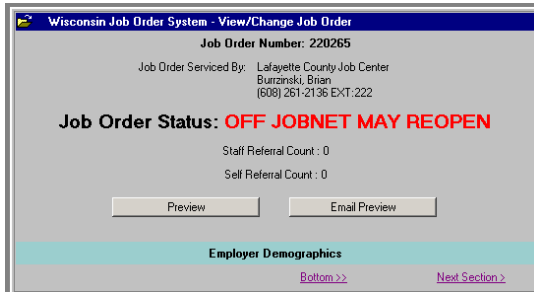 Wisconsin Job Order System - View/Change Job Order
Job Order Number: 220265
Job Order Serviced By: Lafayette County Job Center
Burrzinski, Brian
(608) 261-2136 EXT:222
Job Order Status: OFF JOBNET MAY REOPEN
Staff Referral Count : 0
Self Referral Count : 0
Preview Email Preview
Employer Demographics
Bottom >> Next Section >